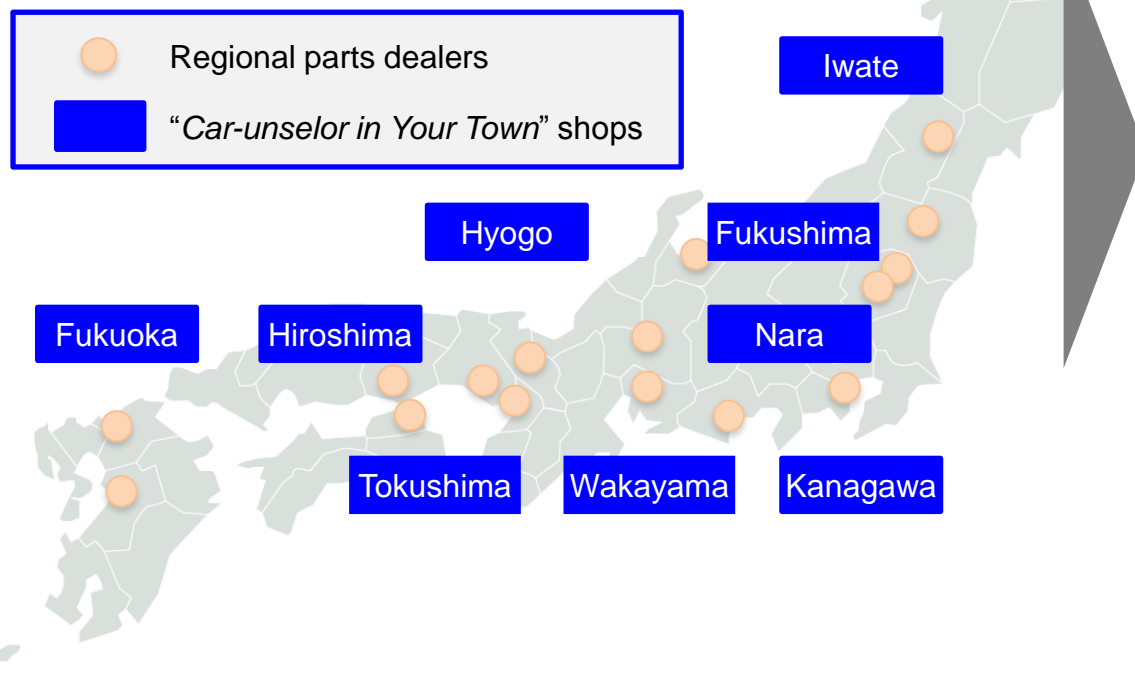 Regional parts dealers
“Car-unselor in Your Town” shops
Iwate
Hyogo
Fukushima
Fukuoka
Hiroshima
Nara
Tokushima
Wakayama
Kanagawa